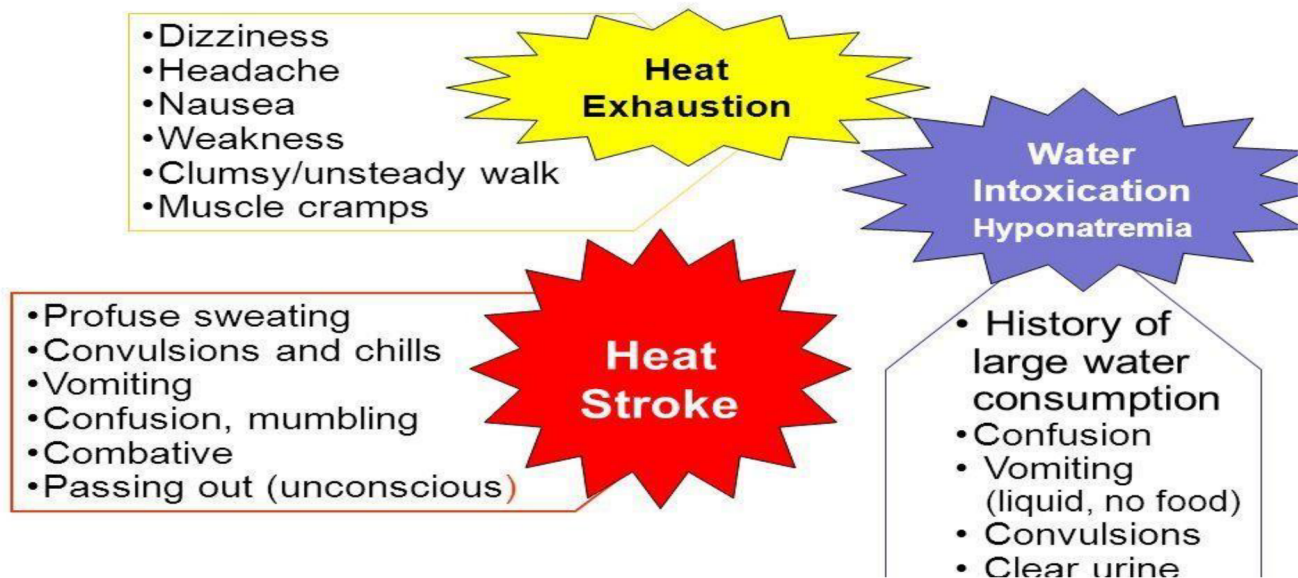 •Dizziness
•Headache
•Nausea
•Weakness
•Clumsy/unsteady walk
•Muscle cramps
Heat
Exhaustion
Water
Intoxication
Hyponatremia
•Profuse sweating
•Convulsions and chills
•Vomiting
•Confusion, mumbling
•Combative
•Passing out (unconscious)
Heat
Stroke
• History of
large water
consumption
•Confusion
• Vomiting
(liquid, no food)
• Convulsions
• Clear urine